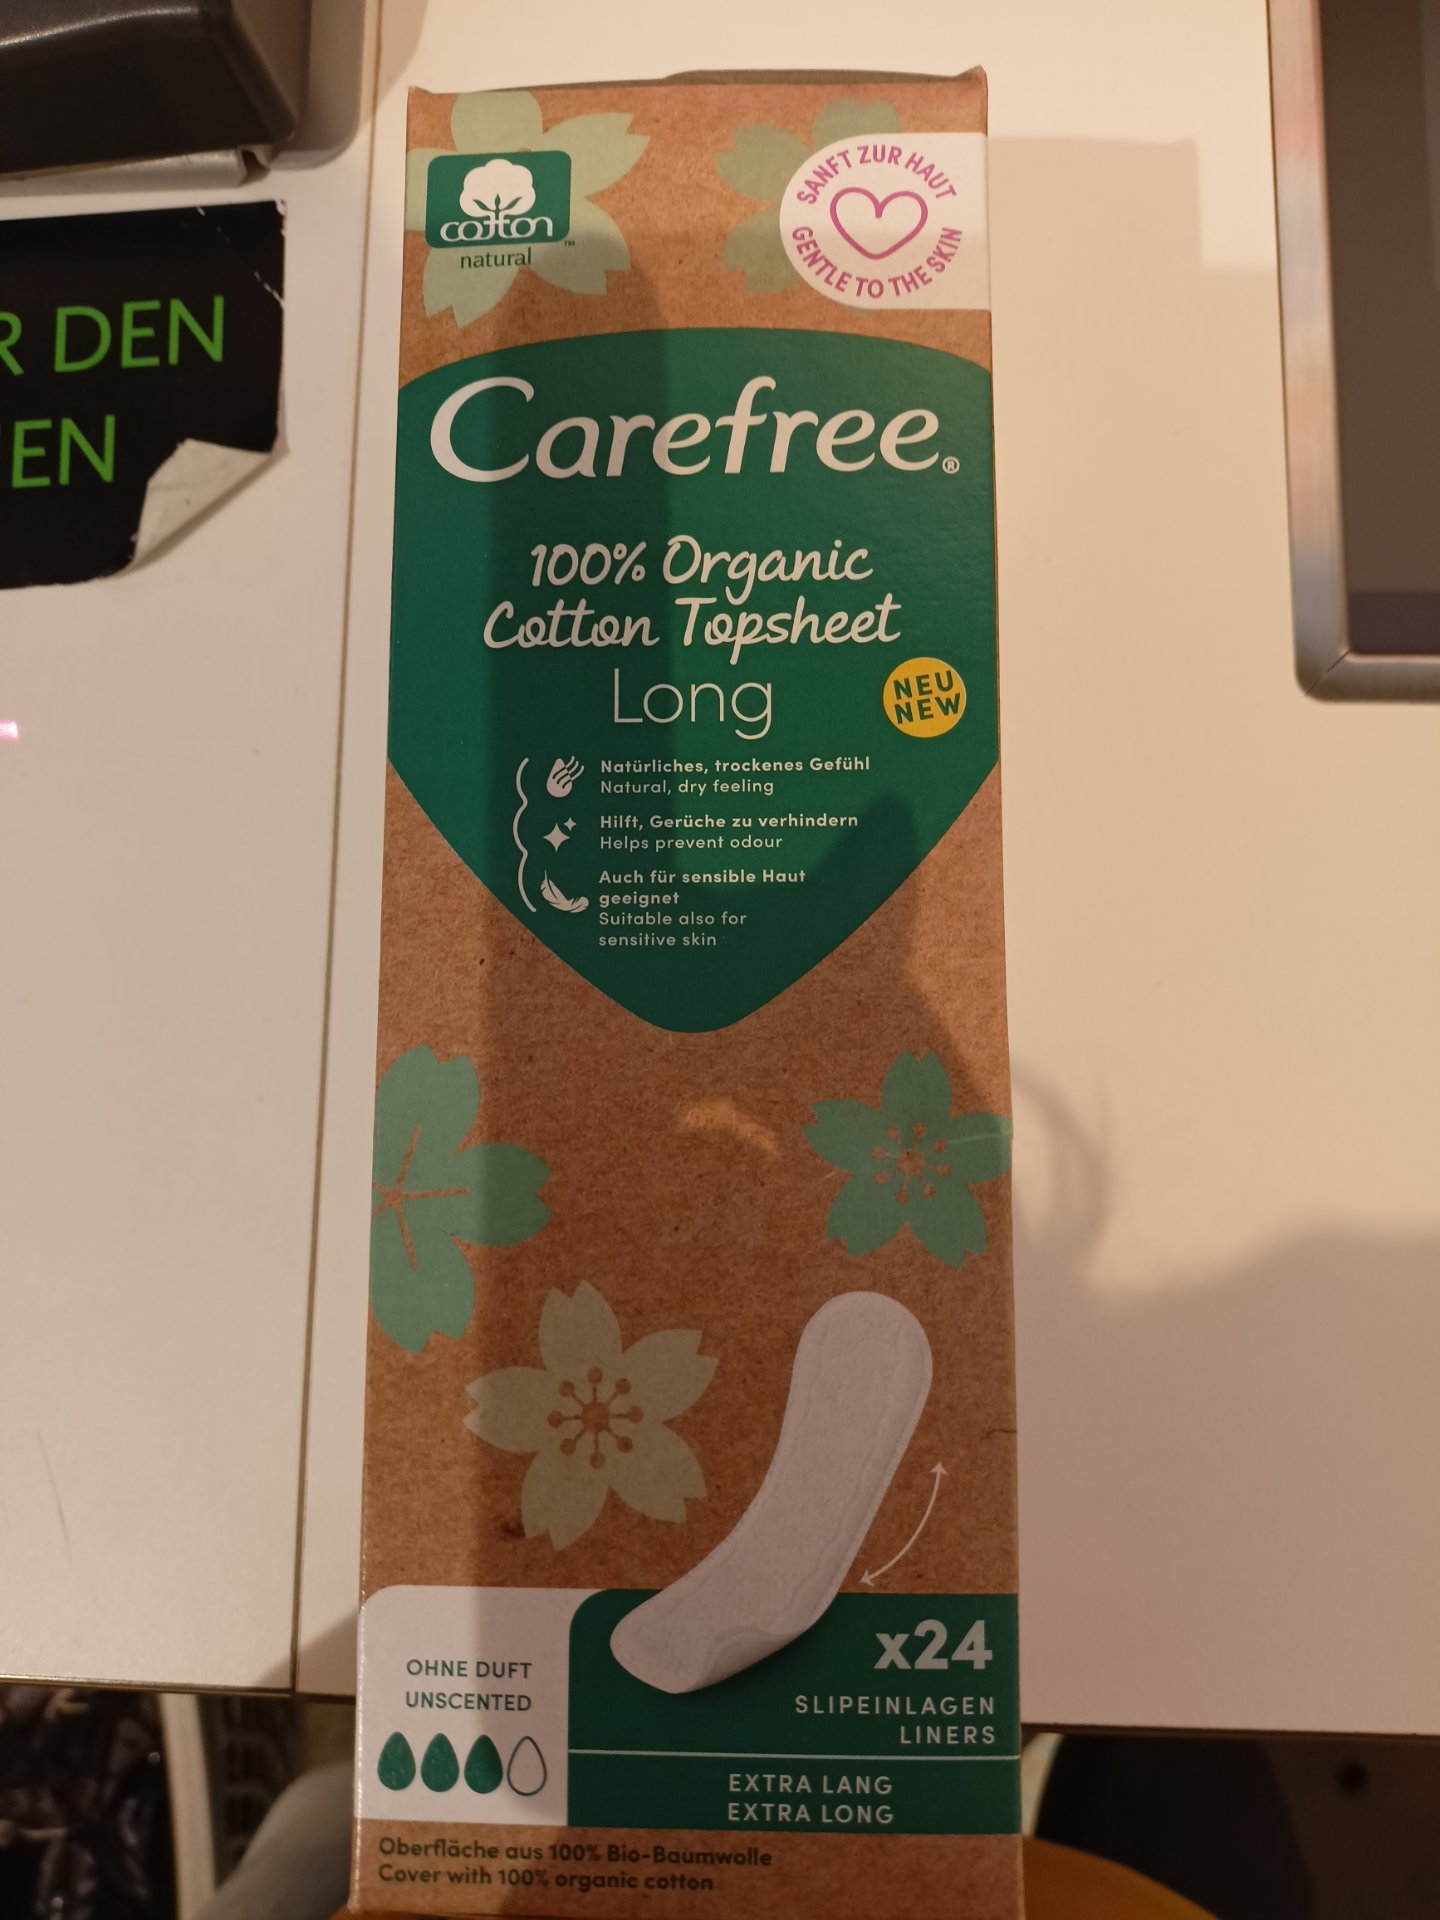 R DEN
EN
cotton™
natural
SANFT ZUR HAUT
GENTLE TO THE SKIN
Carefree®
100% Organic
Cotton Topsheet
Long
NEU
NEW
Natürliches, trockenes Gefühl
Natural, dry feeling
Hilft, Gerüche zu verhindern
Helps prevent odour
Auch für sensible Haut
geeignet
Suitable also for
sensitive skin
OHNE DUFT
UNSCENTED
x24
SLIPEINLAGEN
LINERS
EXTRA LANG
EXTRA LONG
Oberfläche aus 100% Bio-Baumwolle
Cover with 100% organic cotton